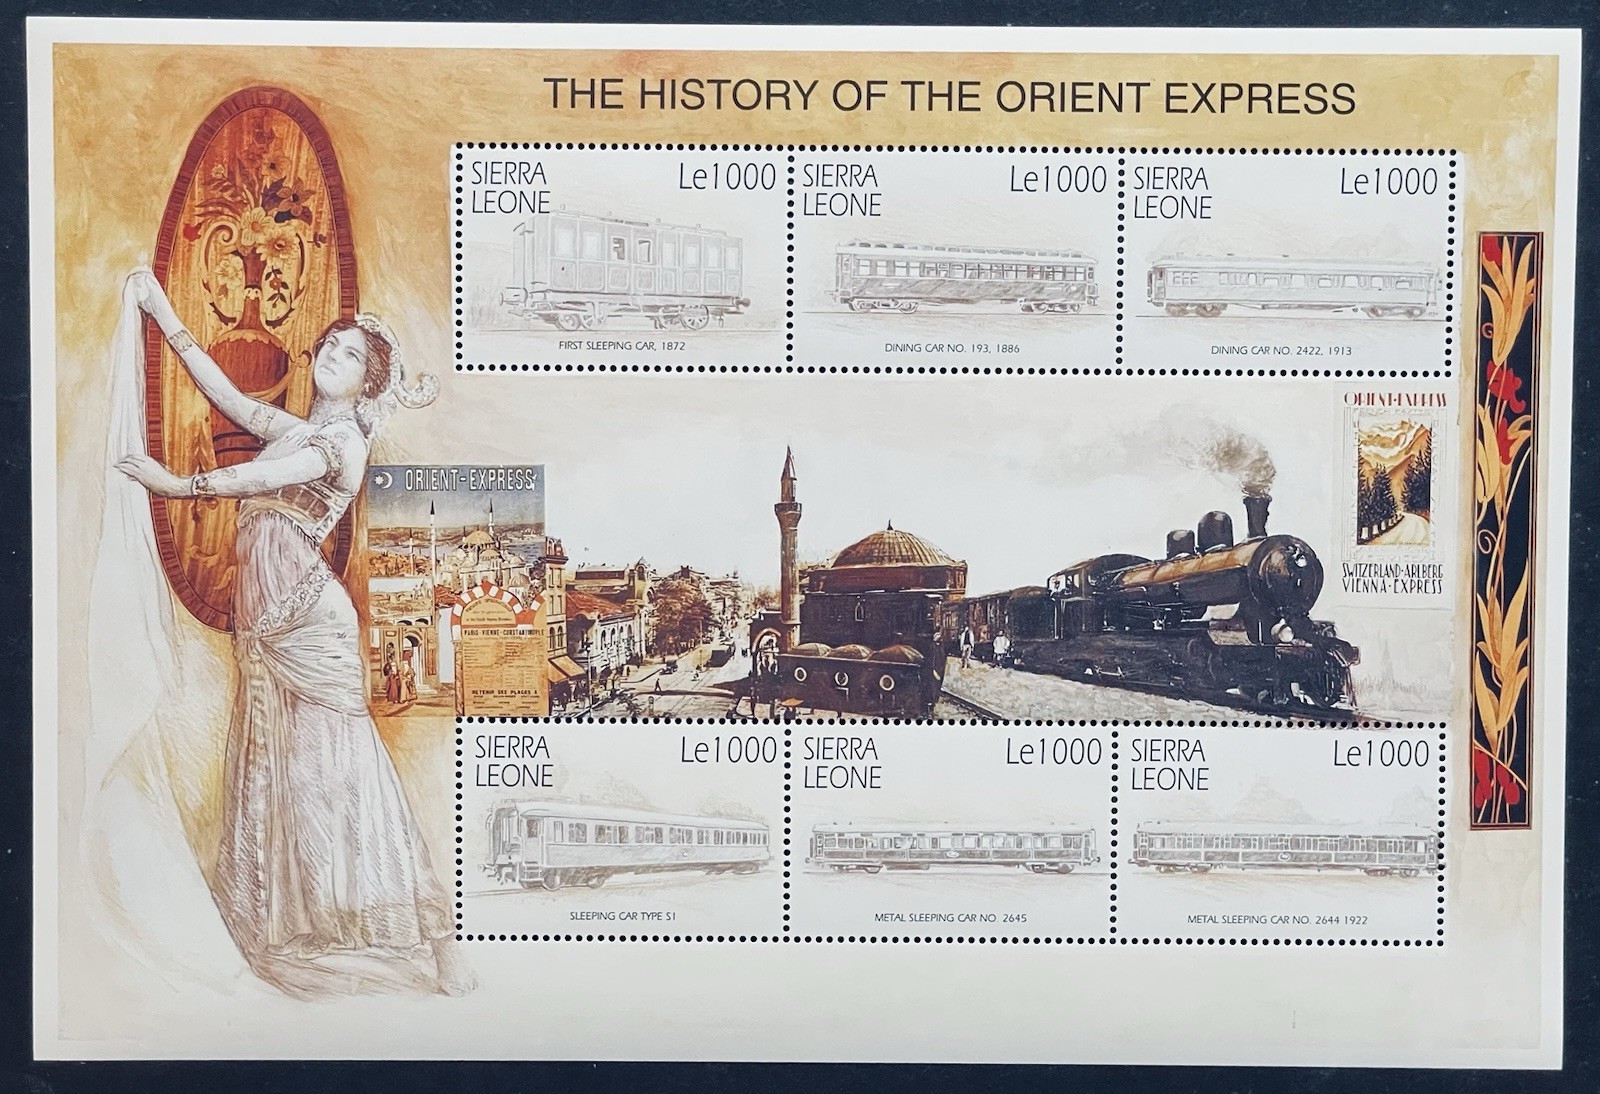 THE HISTORY OF THE ORIENT EXPRESS
SIERRA LEONE
Le1000
FIRST SLEEPING CAR, 1872
SIERRA LEONE
Le1000
DINING CAR NO. 193, 1886
SIERRA LEONE
Le1000
DINING CAR NO. 2422, 1913
ORIENT-EXPRESS
PARIS-VIENNE-CONSTANTINOPLE
RETENIR SES PLACES A
ORIENT-EXPRESS
SWITZERLAND-ARLBERG
VIENNA-EXPRESS
SIERRA LEONE
Le1000
SLEEPING CAR TYPE S1
SIERRA LEONE
Le1000
METAL SLEEPING CAR NO. 2645
SIERRA LEONE
Le1000
METAL SLEEPING CAR NO. 2644 1922